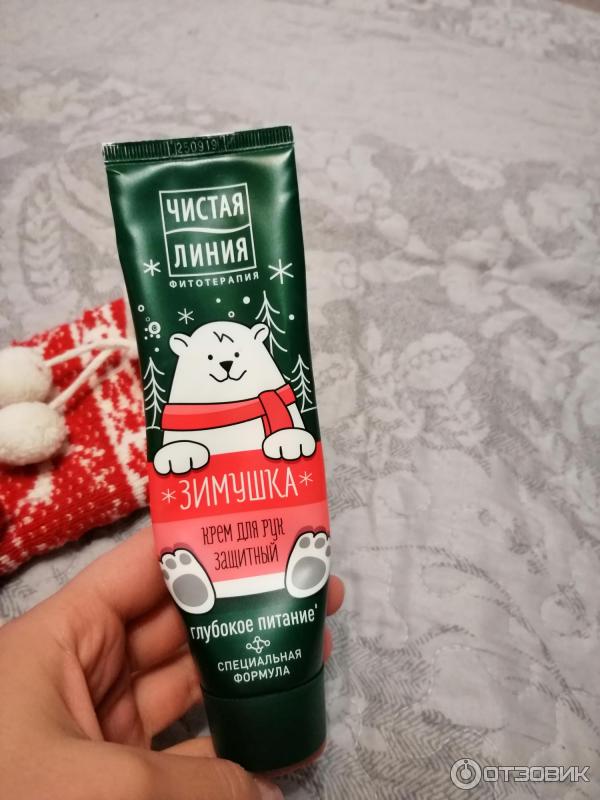 250919
ЧИСТАЯ
ЛИНИЯ
ФИТОТЕРАПИЯ
ЗИМУШКА
КРЕМ ДЛЯ РУК
ЗАЩИТНЫЙ
глубокое питание*
СПЕЦИАЛЬНАЯ
ФОРМУЛА
ОТЗОВИК